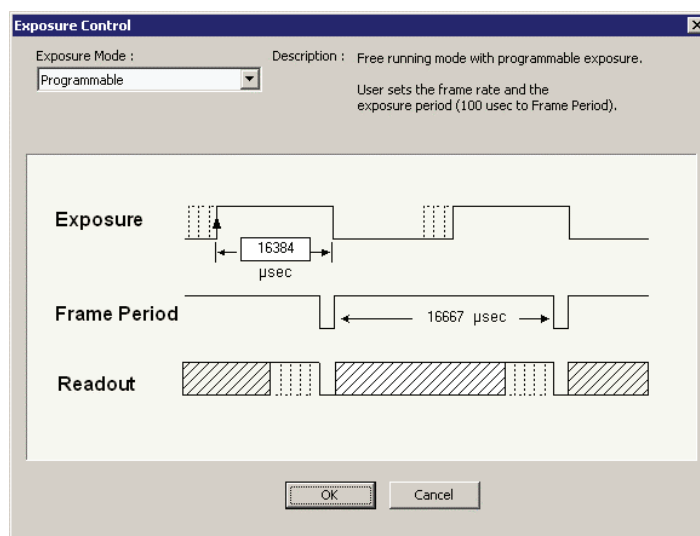 Exposure Control
Exposure Mode :
Programmable
Description : Free running mode with programmable exposure.
User sets the frame rate and the
exposure period (100 usec to Frame Period).
Exposure
16384
µsec
Frame Period
16667 µsec
Readout
OK
Cancel